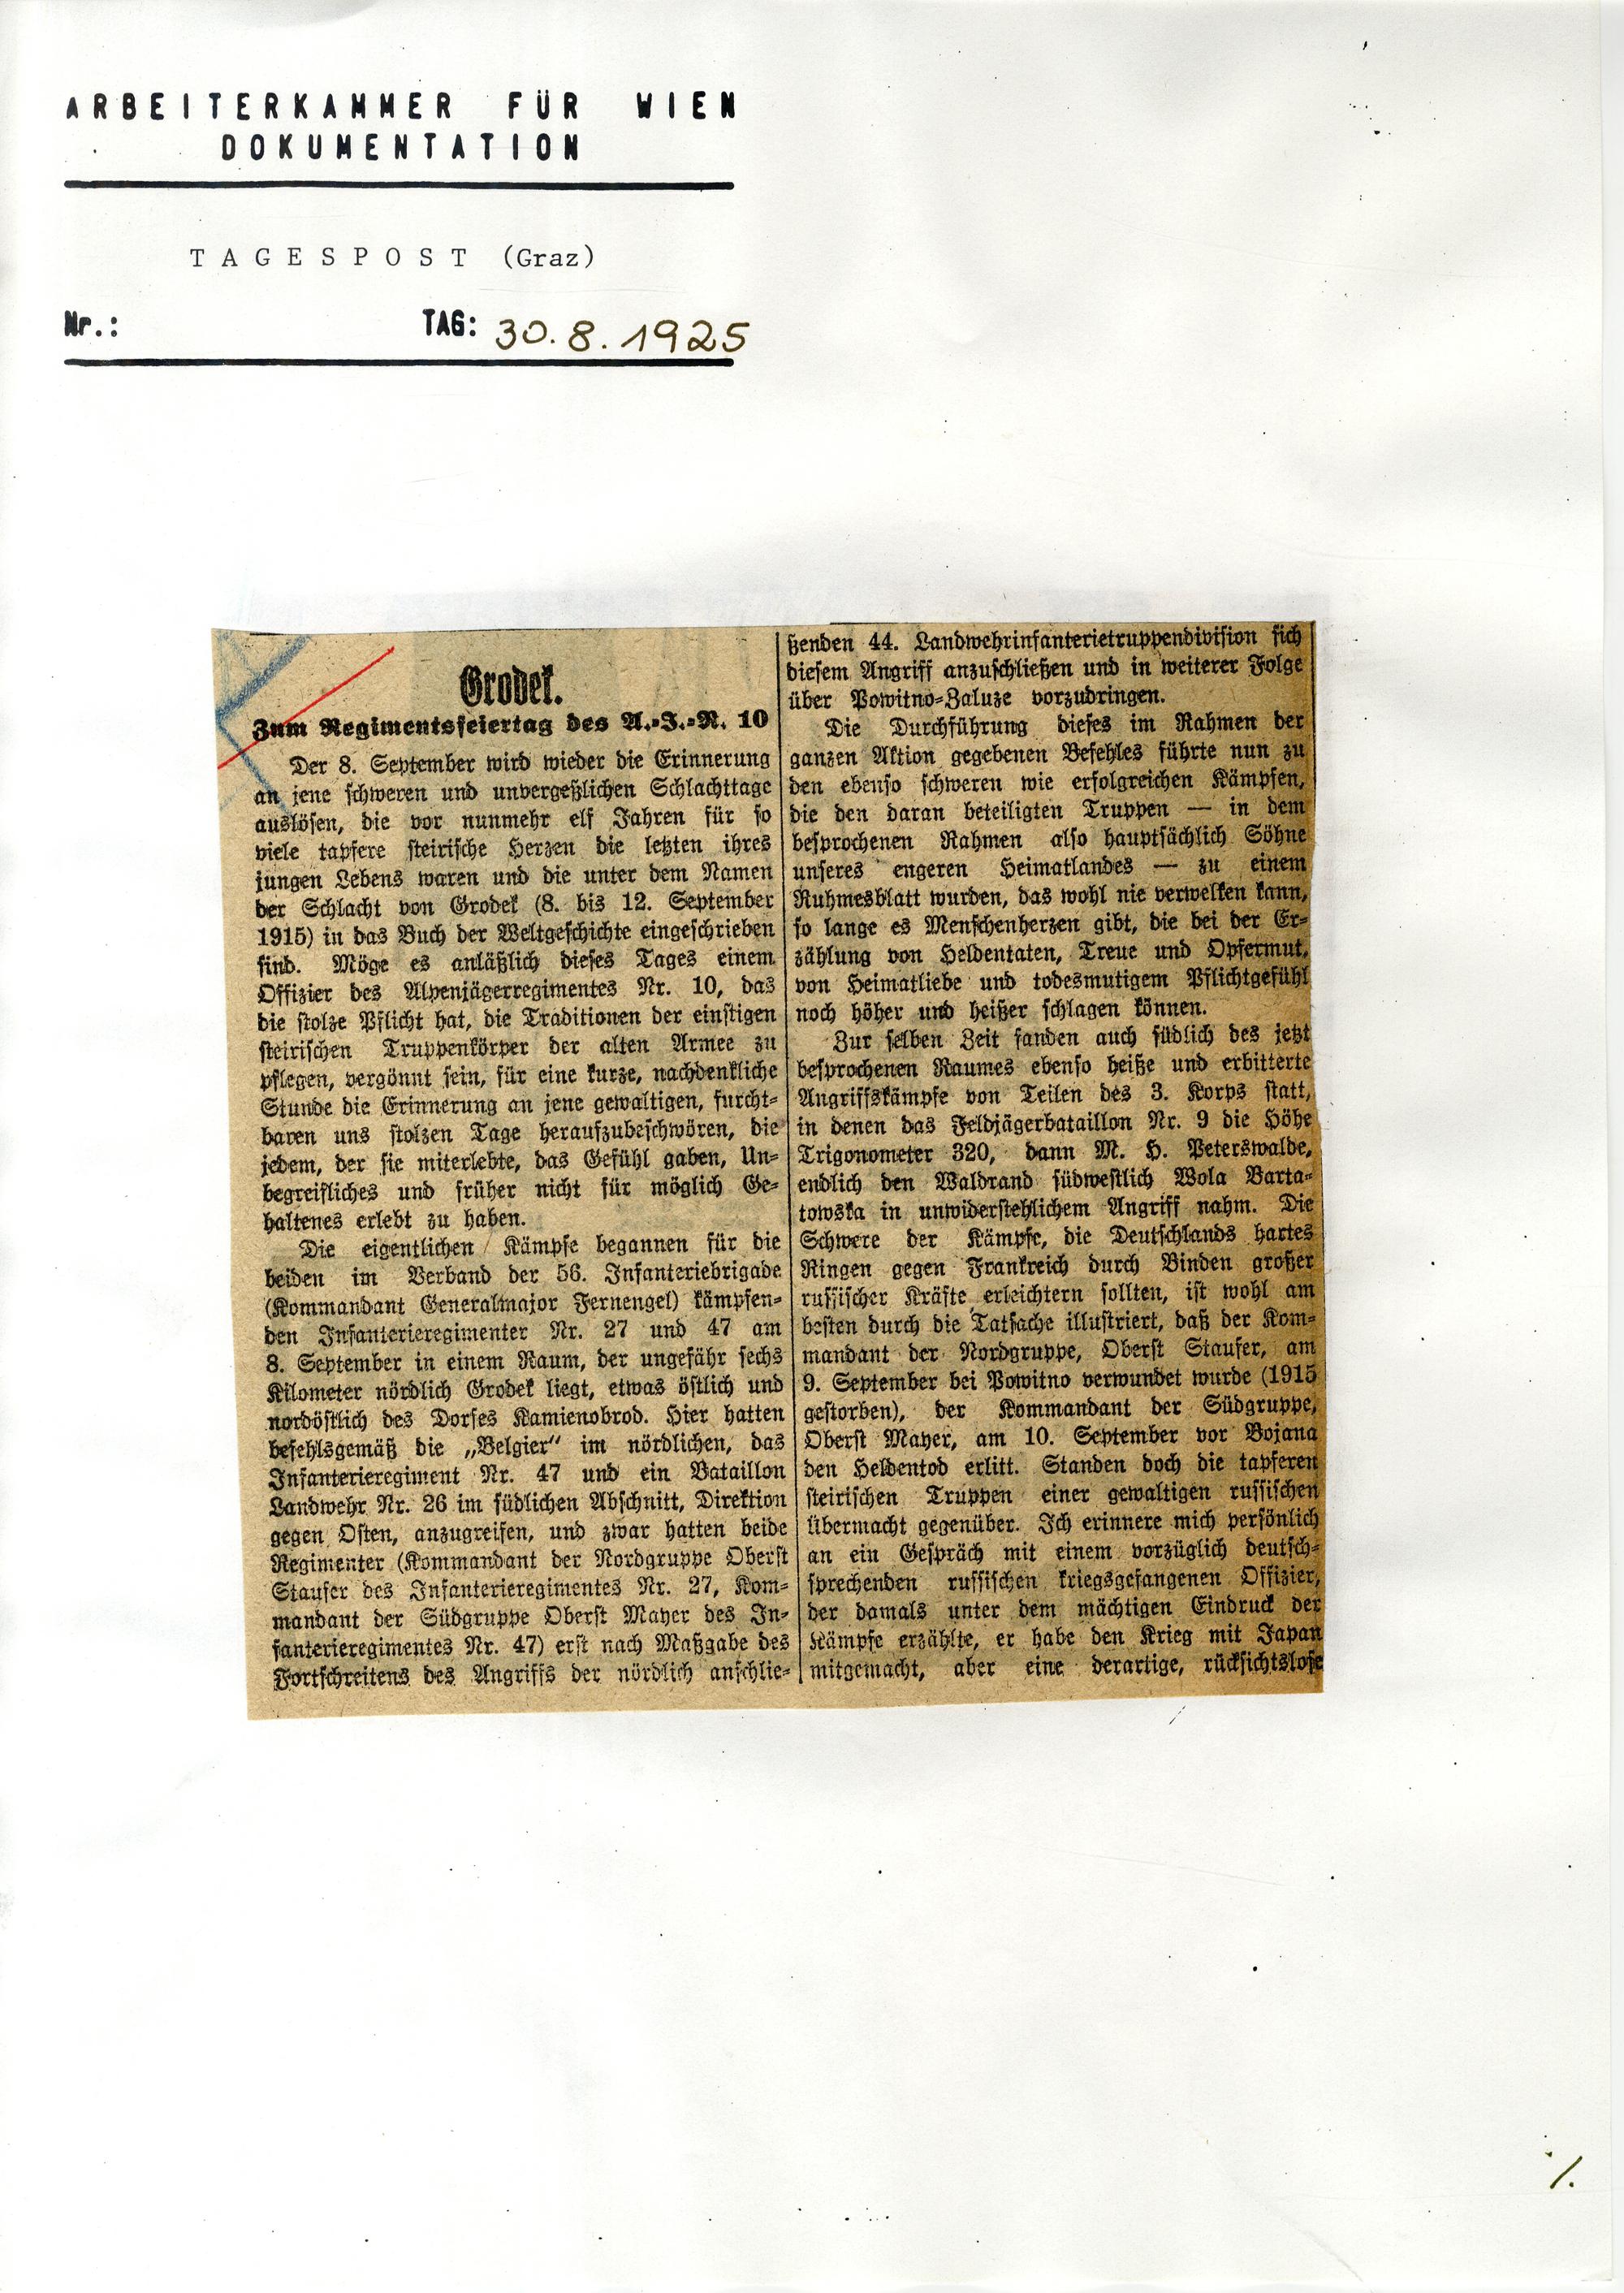 ARBEITERKAMMER FÜR WIEN
DOKUMENTATION
TAGESPOST (Graz)
Nr.: TAG: 30.8.1925
Grodek.
Zum Regimentsfeiertag des A.-J.-R. 10
Der 8. September wird wieder die Erinnerung
an jene schweren und unvergeßlichen Schlachttage
auslösen, die vor nunmehr elf Jahren für so
viele tapfere steirische Herzen die letzten ihres
jungen Lebens waren und die unter dem Namen
der Schlacht von Grodek (8. bis 12. September
1915) in das Buch der Weltgeschichte eingeschrieben
sind. Möge es anläßlich dieses Tages einem
Offizier des Alpenjägerregimentes Nr. 10, das
die stolze Pflicht hat, die Traditionen der einstigen
steirischen Truppenkörper der alten Armee zu
pflegen, vergönnt sein, für eine kurze, nachdenkliche
Stunde die Erinnerung an jene gewaltigen, furcht-
baren uns stolzen Tage heraufzubeschwören, die
jedem, der sie miterlebte, das Gefühl gaben, Un-
begreifliches und früher nicht für möglich Ge-
haltenes erlebt zu haben.
Die eigentlichen Kämpfe begannen für die
beiden im Verband der 56. Infanteriebrigade
(Kommandant Generalmajor Fernengel) kämpfen-
den Infanterieregimenter Nr. 27 und 47 am
8. September in einem Raum, der ungefähr sechs
Kilometer nördlich Grodek liegt, etwas östlich und
nordöstlich des Dorfes Kamienobrod. Hier hatten
befehlsgemäß die „Belgier“ im nördlichen, das
Infanterieregiment Nr. 47 und ein Bataillon
Landwehr Nr. 26 im südlichen Abschnitt, Direktion
gegen Osten, anzugreifen, und zwar hatten beide
Regimenter (Kommandant der Nordgruppe Oberst
Staufer des Infanterieregimentes Nr. 27, Kom-
mandant der Südgruppe Oberst Mayer des In-
fanterieregimentes Nr. 47) erst nach Maßgabe des
Fortschreitens des Angriffs der nördlich anschlie-
ßenden 44. Landwehrinfanterietruppendivision sich
diesem Angriff anzuschließen und in weiterer Folge
über Powitno-Zaluze vorzudringen.
Die Durchführung dieses im Rahmen der
ganzen Aktion gegebenen Befehles führte nun zu
den ebenso schweren wie erfolgreichen Kämpfen,
die den daran beteiligten Truppen — in dem
besprochenen Rahmen also hauptsächlich Söhne
unseres engeren Heimatlandes — zu einem
Ruhmesblatt wurden, das wohl nie verwelken kann,
so lange es Menschenherzen gibt, die bei der Er-
zählung von Heldentaten, Treue und Opfermut,
von Heimatliebe und todesmutigem Pflichtgefühl
noch höher und heißer schlagen können.
Zur selben Zeit fanden auch südlich des jetzt
besprochenen Raumes ebenso heiße und erbitterte
Angriffskämpfe von Teilen des 3. Korps statt,
in denen das Feldjägerbataillon Nr. 9 die Höhe
Trigonometer 320, dann M. H. Peterswalde,
endlich den Waldrand südwestlich Wola Barta-
towska in unwiderstehlichem Angriff nahm. Die
Schwere der Kämpfe, die Deutschlands hartes
Ringen gegen Frankreich durch Binden großer
russischer Kräfte erleichtern sollten, ist wohl am
besten durch die Tatsache illustriert, daß der Kom-
mandant der Nordgruppe, Oberst Staufer, am
9. September bei Powitno verwundet wurde (1915
gestorben), der Kommandant der Südgruppe,
Oberst Mayer, am 10. September vor Bojana
den Heldentod erlitt. Standen doch die tapferen
steirischen Truppen einer gewaltigen russischen
Übermacht gegenüber. Ich erinnere mich persönlich
an ein Gespräch mit einem vorzüglich deutsch-
sprechenden russischen kriegsgefangenen Offizier,
der damals unter dem mächtigen Eindruck der
Kämpfe erzählte, er habe den Krieg mit Japan
mitgemacht, aber eine derartige, rücksichtslose
./.